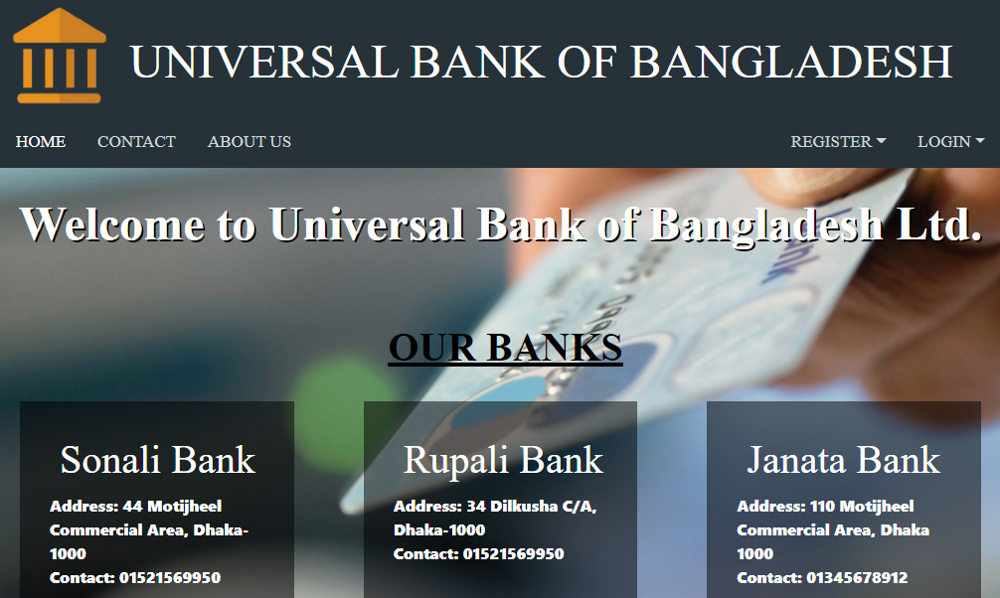 UNIVERSAL BANK OF BANGLADESH
HOME CONTACT ABOUT US REGISTER LOGIN
Welcome to Universal Bank of Bangladesh Ltd.
OUR BANKS
Sonali Bank
Address: 44 Motijheel
Commercial Area, Dhaka-
1000
Contact: 01521569950
Rupali Bank
Address: 34 Dilkusha C/A,
Dhaka-1000
Contact: 01521569950
Janata Bank
Address: 110 Motijheel
Commercial Area, Dhaka
1000
Contact: 01345678912